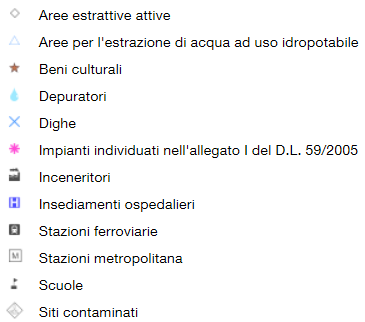 Aree estrattive attive
Aree per l'estrazione di acqua ad uso idropotabile
Beni culturali
Depuratori
Dighe
Impianti individuati nell'allegato I del D.L. 59/2005
Inceneritori
H Insediamenti ospedalieri
Stazioni ferroviarie
M Stazioni metropolitana
Scuole
Siti contaminati